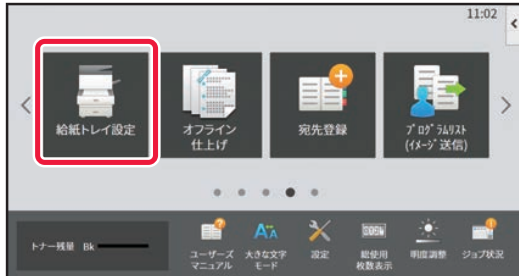 11:02
給紙トレイ設定
オフライン
仕上げ
宛先登録
ﾌﾟﾛｸﾞﾗﾑﾘｽﾄ
(ｲﾒｰｼﾞ送信)
トナー残量 Bk
ユーザーズ
マニュアル
大きな文字
モード
設定
総使用
枚数表示
明度調整
ジョブ状況